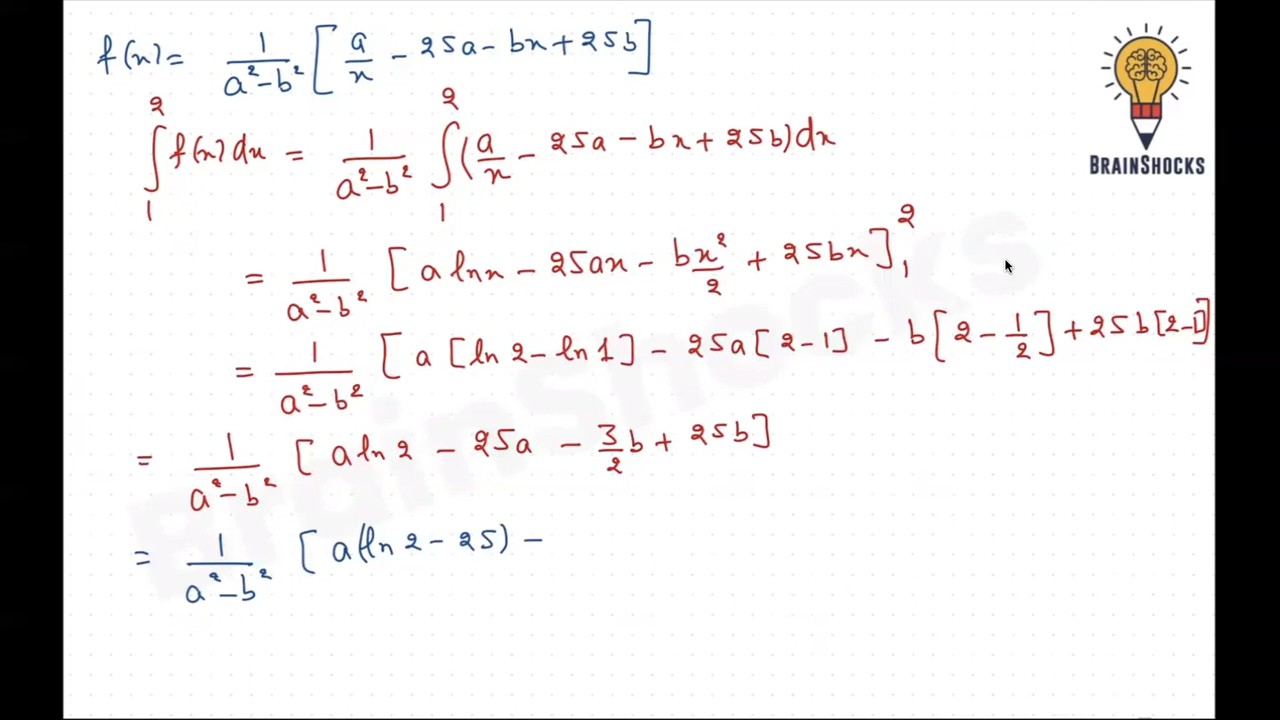 f(x) = 1/(a²-b²) [a/x - 25a - bx + 25b]
∫₁² f(x) dx = 1/(a²-b²) ∫₁² (a/x - 25a - bx + 25b) dx
BRAINSHOCKS
= 1/(a²-b²) [a ln x - 25ax - bx²/2 + 25bx]₁²
= 1/(a²-b²) [a [ln 2 - ln 1] - 25a [2-1] - b [2 - 1/2] + 25b [2-1]
= 1/(a²-b²) [a ln 2 - 25a - 3/2 b + 25b]
= 1/(a²-b²) [a(ln 2 - 25) -
BrainShocks